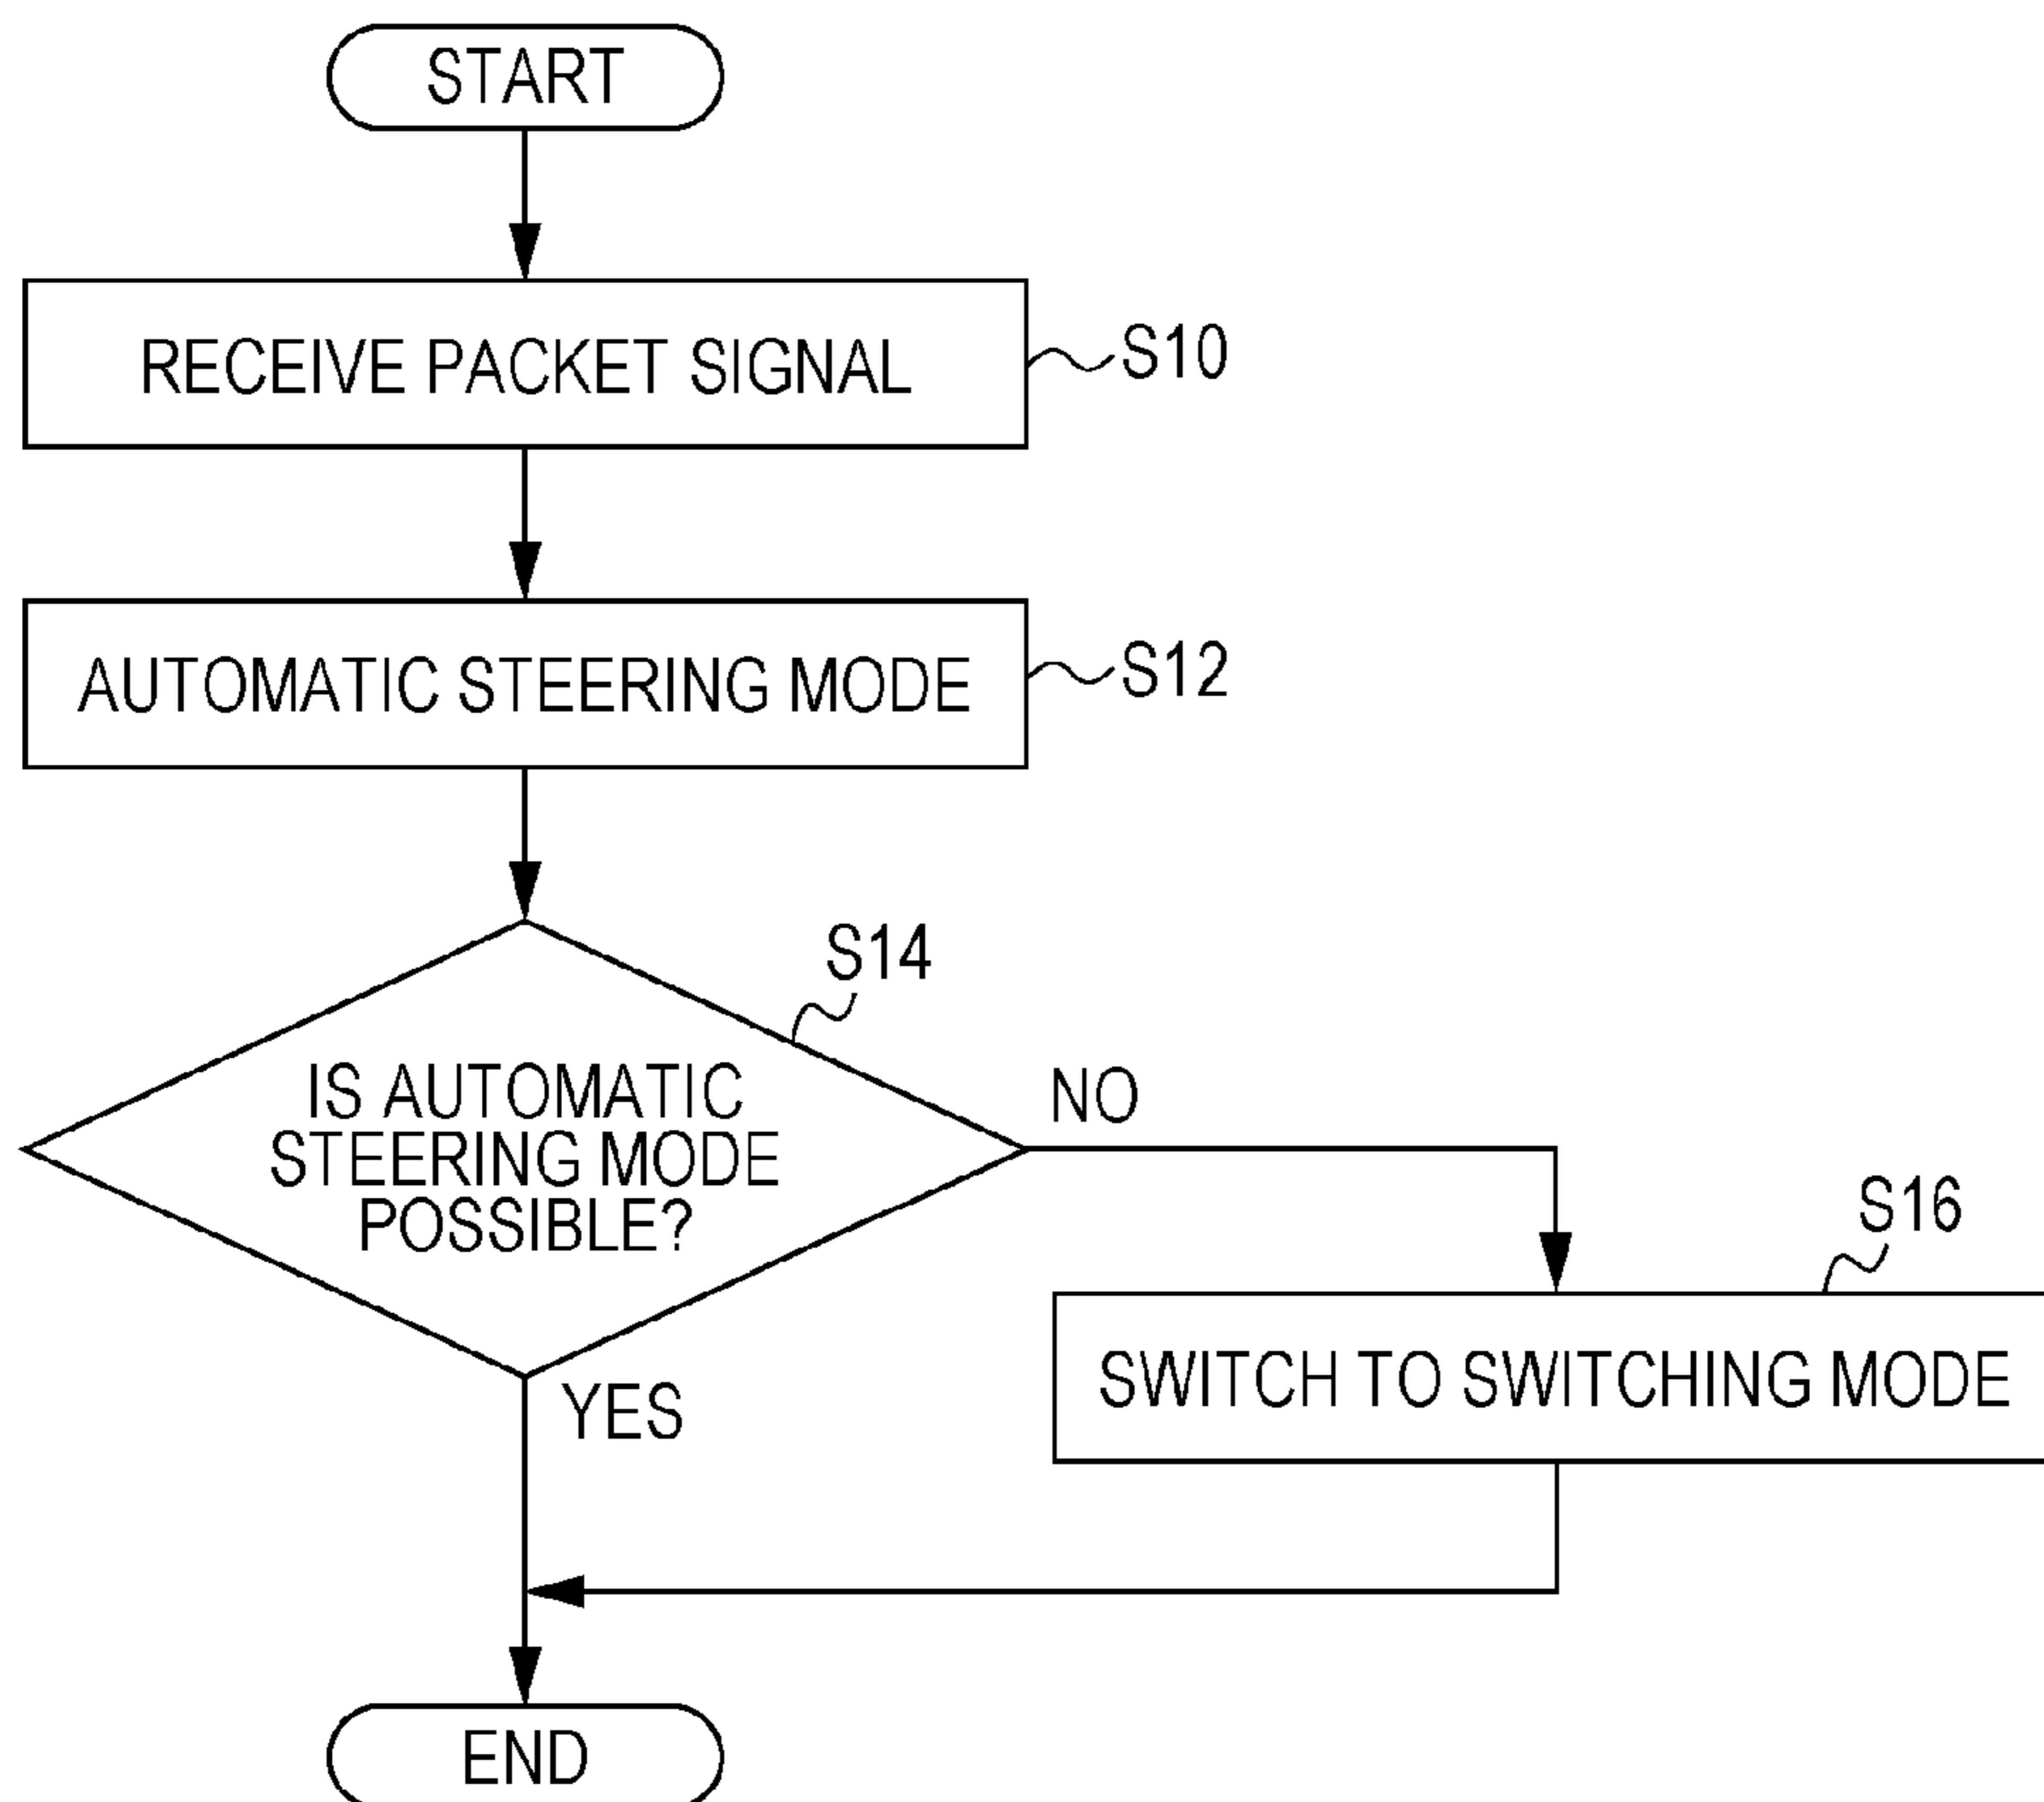 START
RECEIVE PACKET SIGNAL
S10
AUTOMATIC STEERING MODE
S12
S14
IS AUTOMATIC
STEERING MODE
POSSIBLE?
NO
S16
SWITCH TO SWITCHING MODE
YES
END